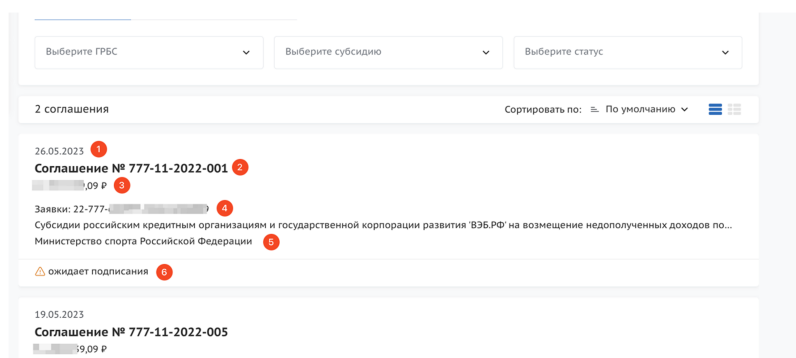 Выберите ГРБС Выберите субсидию Выберите статус
2 соглашения Сортировать по: По умолчанию
26.05.2023 1
Соглашение № 777-11-2022-001 2
,09 ₽ 3
Заявки: 22-777- 4
Субсидии российским кредитным организациям и государственной корпорации развития 'ВЭБ.РФ' на возмещение недополученных доходов по...
Министерство спорта Российской Федерации 5
ожидает подписания 6
19.05.2023
Соглашение № 777-11-2022-005
9,09 ₽